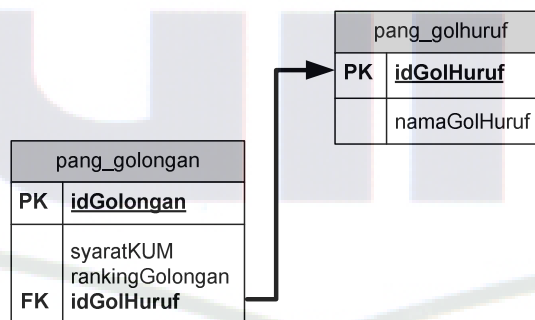 pang_golhuruf
PK idGolHuruf
namaGolHuruf
pang_golongan
PK idGolongan
syaratKUM
rankingGolongan
FK idGolHuruf